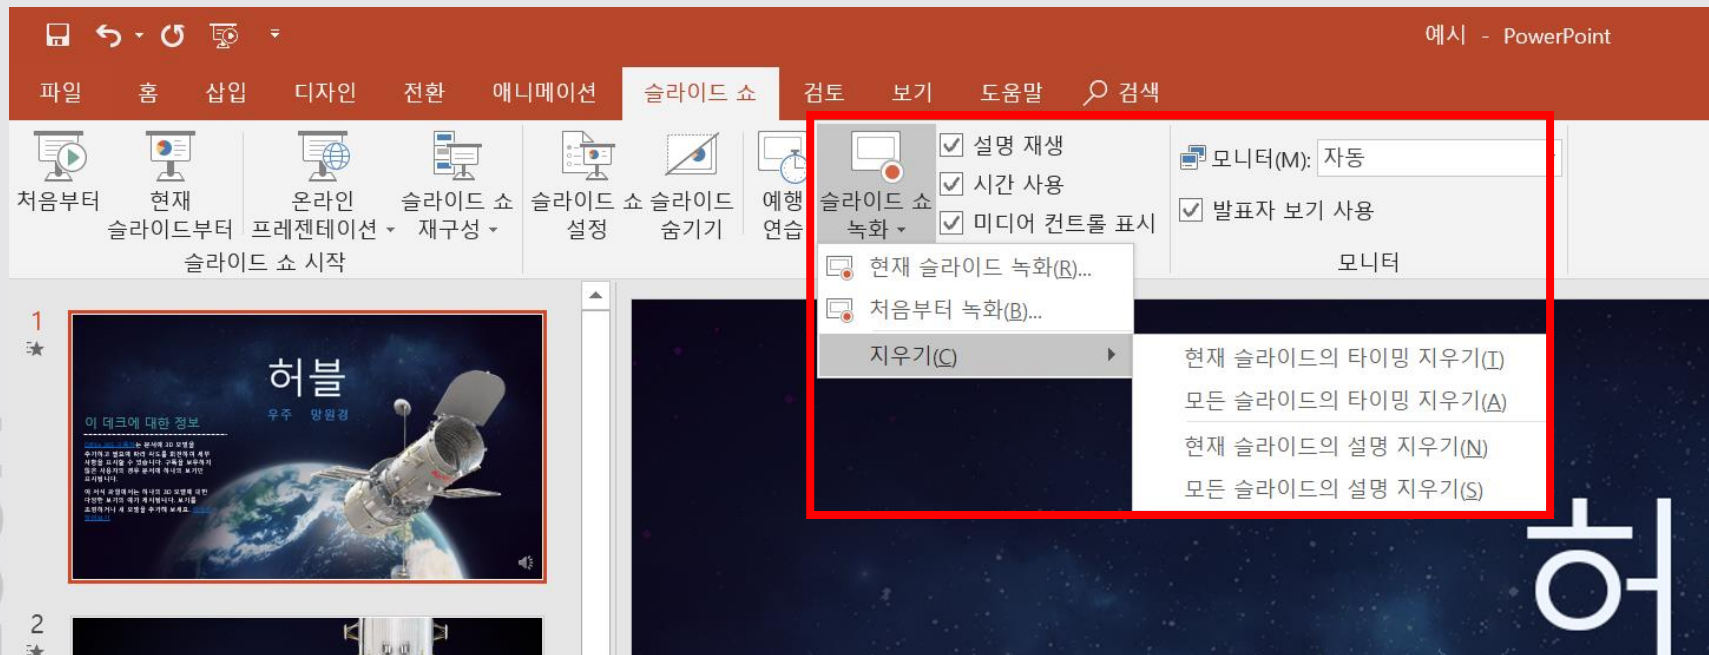 예시 - PowerPoint
파일 홈 삽입 디자인 전환 애니메이션 슬라이드 쇼 검토 보기 도움말 검색
처음부터
현재
슬라이드부터
온라인
프레젠테이션
슬라이드 쇼
재구성
슬라이드 쇼 시작
슬라이드 쇼
설정
슬라이드
숨기기
예행
연습
슬라이드 쇼
녹화
설명 재생
시간 사용
미디어 컨트롤 표시
모니터(M): 자동
발표자 보기 사용
모니터
현재 슬라이드 녹화(R)...
처음부터 녹화(B)...
지우기(C)
현재 슬라이드의 타이밍 지우기(T)
모든 슬라이드의 타이밍 지우기(A)
현재 슬라이드의 설명 지우기(N)
모든 슬라이드의 설명 지우기(S)
1
허블
우주 망원경
이 데크에 대한 정보
2
허